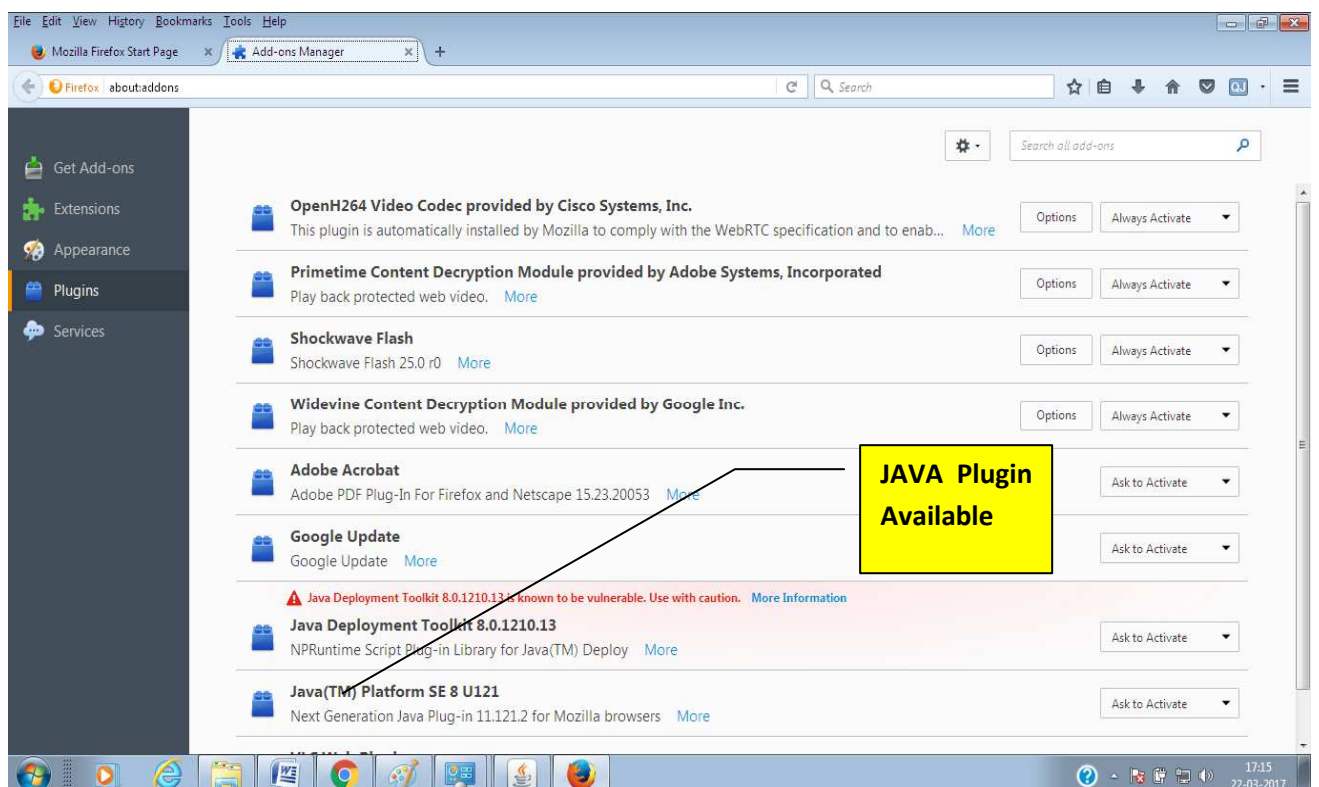 File Edit View History Bookmarks Tools Help
Mozilla Firefox Start Page × Add-ons Manager × +
Firefox about:addons Search QJ
Search all add-ons
Get Add-ons
Extensions
Appearance
Plugins
Services
OpenH264 Video Codec provided by Cisco Systems, Inc.
This plugin is automatically installed by Mozilla to comply with the WebRTC specification and to enab... More
Options Always Activate
Primetime Content Decryption Module provided by Adobe Systems, Incorporated
Play back protected web video. More
Options Always Activate
Shockwave Flash
Shockwave Flash 25.0 r0 More
Options Always Activate
Widevine Content Decryption Module provided by Google Inc.
Play back protected web video. More
Options Always Activate
Adobe Acrobat
Adobe PDF Plug-In For Firefox and Netscape 15.23.20053 More
Ask to Activate
JAVA Plugin
Available
Google Update
Google Update More
Ask to Activate
Java Deployment Toolkit 8.0.1210.13 is known to be vulnerable. Use with caution. More Information
Java Deployment Toolkit 8.0.1210.13
NPRuntime Script Plug-in Library for Java(TM) Deploy More
Ask to Activate
Java(TM) Platform SE 8 U121
Next Generation Java Plug-in 11.121.2 for Mozilla browsers More
Ask to Activate
17:15
22-03-2017